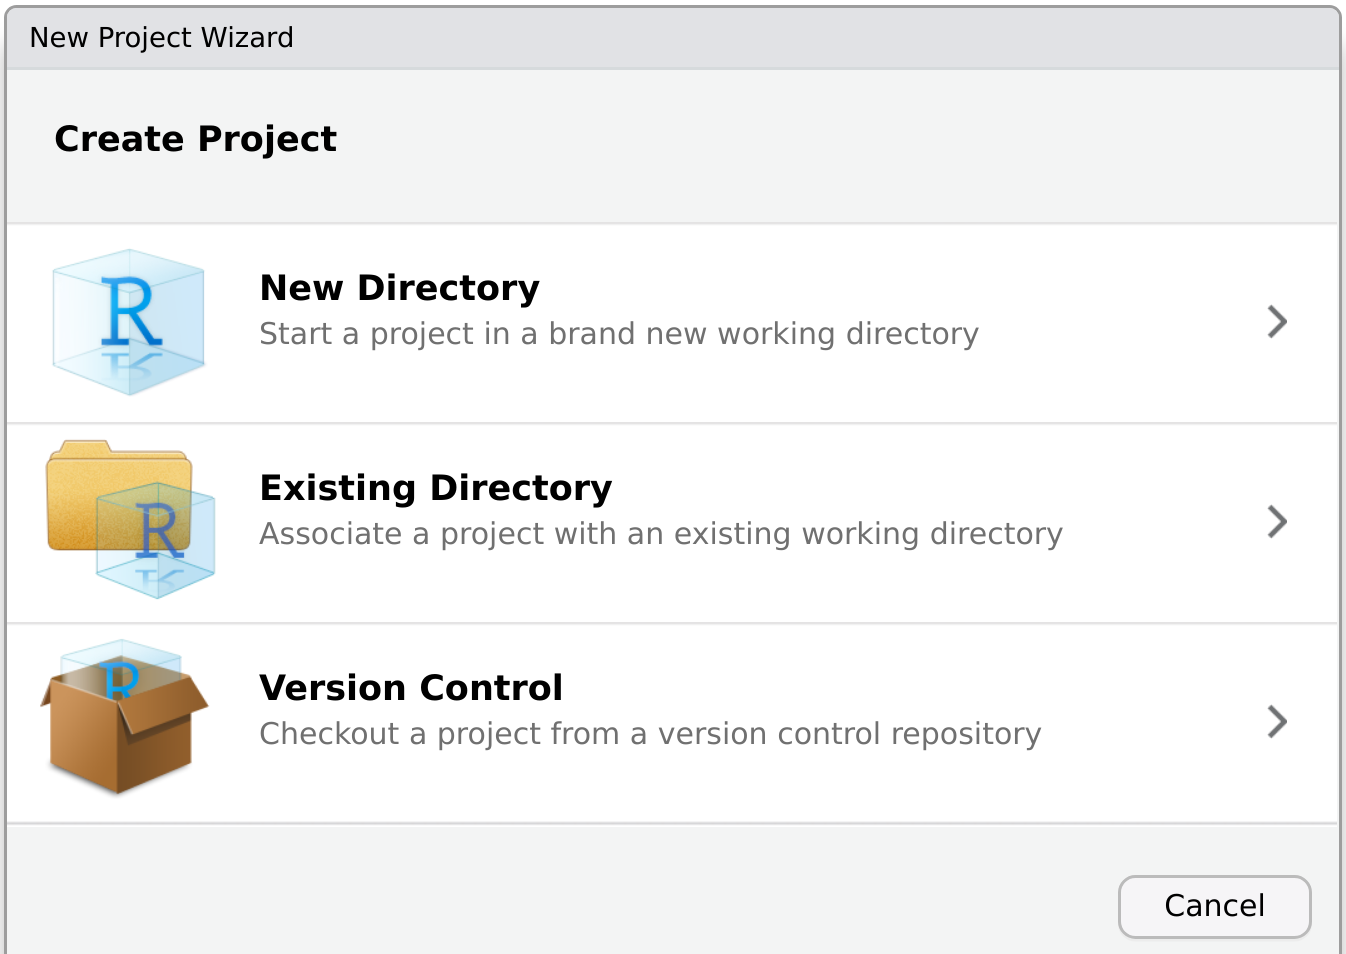 New Project Wizard
Create Project
R
New Directory
Start a project in a brand new working directory
R
Existing Directory
Associate a project with an existing working directory
R
Version Control
Checkout a project from a version control repository
Cancel